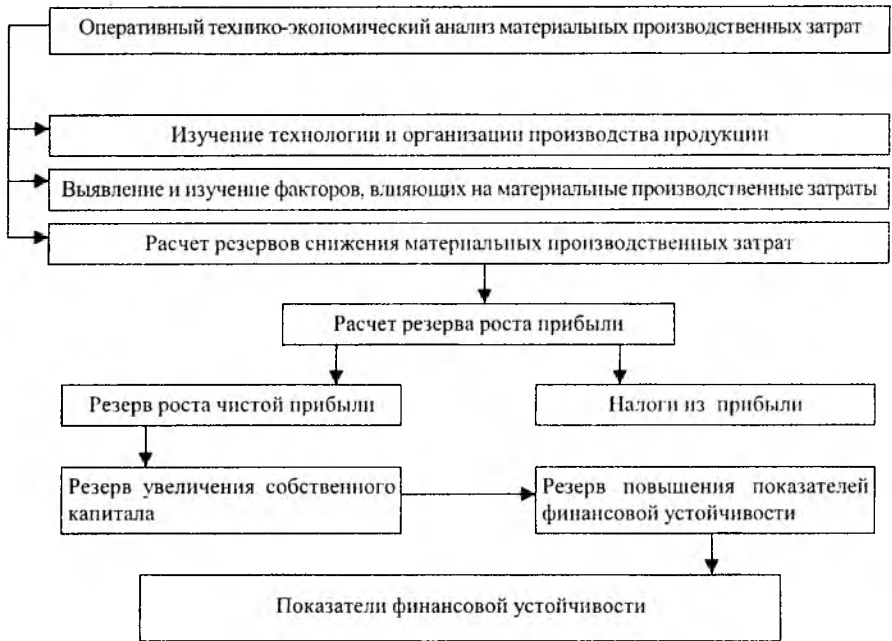 Оперативный технико-экономический анализ материальных производственных затрат
Изучение технологии и организации производства продукции
Выявление и изучение факторов, влияющих на материальные производственные затраты
Расчет резервов снижения материальных производственных затрат
Расчет резерва роста прибыли
Резерв роста чистой прибыли
Налоги из прибыли
Резерв увеличения собственного
капитала
Резерв повышения показателей
финансовой устойчивости
Показатели финансовой устойчивости